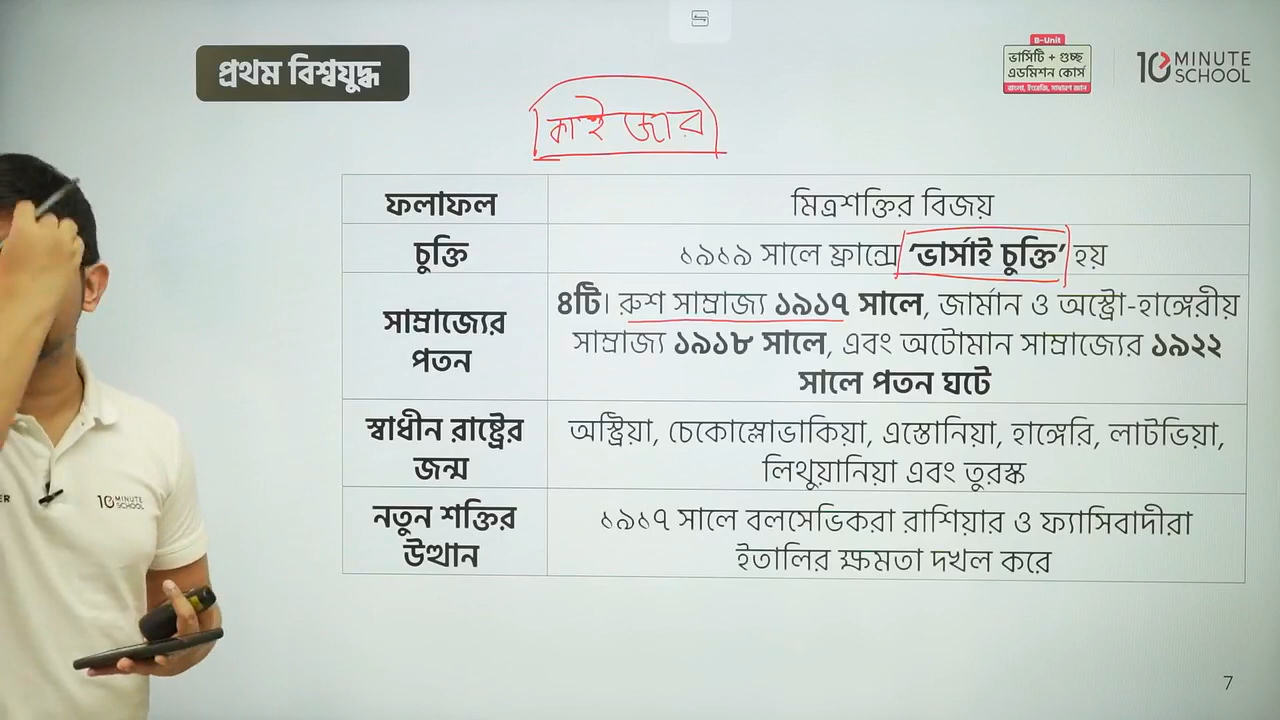 প্রথম বিশ্বযুদ্ধ
B-Unit
ভার্সিটি + গুচ্ছ
এডমিশন কোর্স
বাংলা, ইংরেজি, সাধারণ জ্ঞান
10 MINUTE SCHOOL
কাইজার
ফলাফল
মিত্রশক্তির বিজয়
চুক্তি
১৯১৯ সালে ফ্রান্সে ‘ভার্সাই চুক্তি’ হয়
সাম্রাজ্যের
পতন
৪টি। রুশ সাম্রাজ্য ১৯১৭ সালে, জার্মান ও অস্ট্রো-হাঙ্গেরীয়
সাম্রাজ্য ১৯১৮ সালে, এবং অটোমান সাম্রাজ্যের ১৯২২
সালে পতন ঘটে
স্বাধীন রাষ্ট্রের
জন্ম
অস্ট্রিয়া, চেকোস্লোভাকিয়া, এস্তোনিয়া, হাঙ্গেরি, লাটভিয়া,
লিথুয়ানিয়া এবং তুরস্ক
নতুন শক্তির
উত্থান
১৯১৭ সালে বলসেভিকরা রাশিয়ার ও ফ্যাসিবাদীরা
ইতালির ক্ষমতা দখল করে
ER
10 MINUTE SCHOOL
7